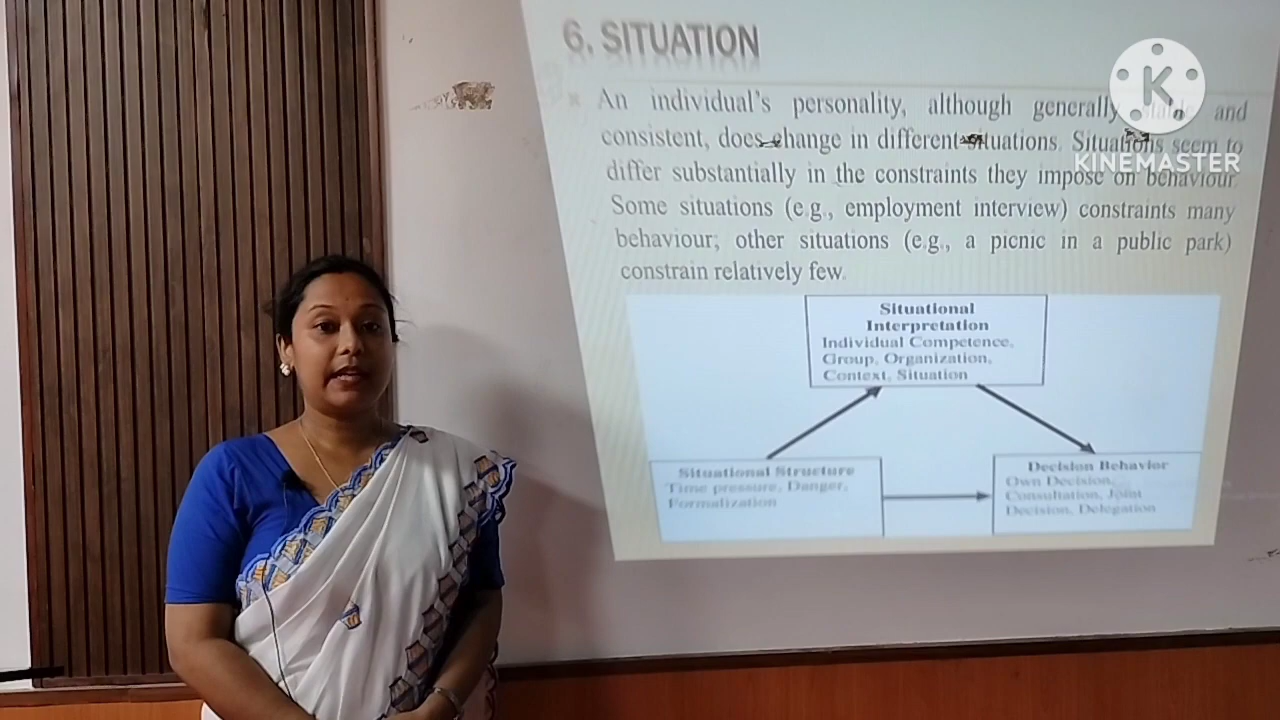 6. SITUATION
An individual's personality, although generally stable and
consistent, does change in different situations. Situations seem to
differ substantially in the constraints they impose on behaviour.
Some situations (e.g., employment interview) constraints many
behaviour; other situations (e.g., a picnic in a public park)
constrain relatively few.
K
KINEMASTER
Situational
Interpretation
Individual Competence,
Group, Organization,
Context, Situation
Situational Structure
Time pressure, Danger,
Formalization
Decision Behavior
Own Decision,
Consultation, Joint
Decision, Delegation